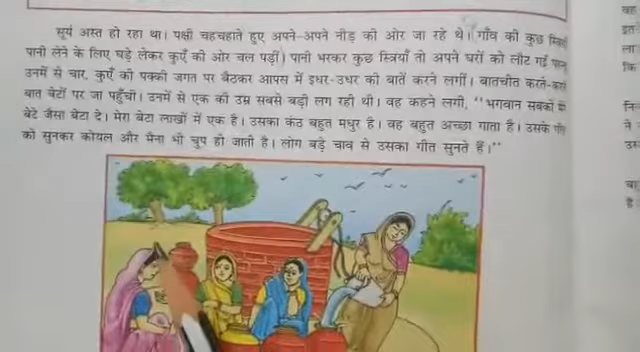 सूर्य अस्त हो रहा था। पक्षी चहचहाते हुए अपने-अपने नीड़ की ओर जा रहे थे। गाँव की कुछ स्त्रियाँ
पानी लेने के लिए घड़े लेकर कुएँ की ओर चल पड़ीं। पानी भरकर कुछ स्त्रियाँ तो अपने घरों को लौट गईं
उनमें से चार, कुएँ की पक्की जगत पर बैठकर आपस में इधर-उधर की बातें करने लगीं। बातचीत करते-करते
बात बेटों पर जा पहुँची। उनमें से एक की उम्र सबसे बड़ी लग रही थी। वह कहने लगी, "भगवान सबको मेरे
बेटे जैसा बेटा दे। मेरा बेटा लाखों में एक है। उसका कंठ बहुत मधुर है। वह बहुत अच्छा गाता है। उसके गीत
को सुनकर कोयल और मैना भी चुप हो जाती है। लोग बड़े चाव से उसका गीत सुनते हैं।"